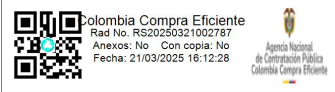 Colombia Compra Eficiente
Rad No. RS20250321002787
Anexos: No Con copia: No
Fecha: 21/03/2025 16:12:28
Agencia Nacional
de Contratación Pública
Colombia Compra Eficiente